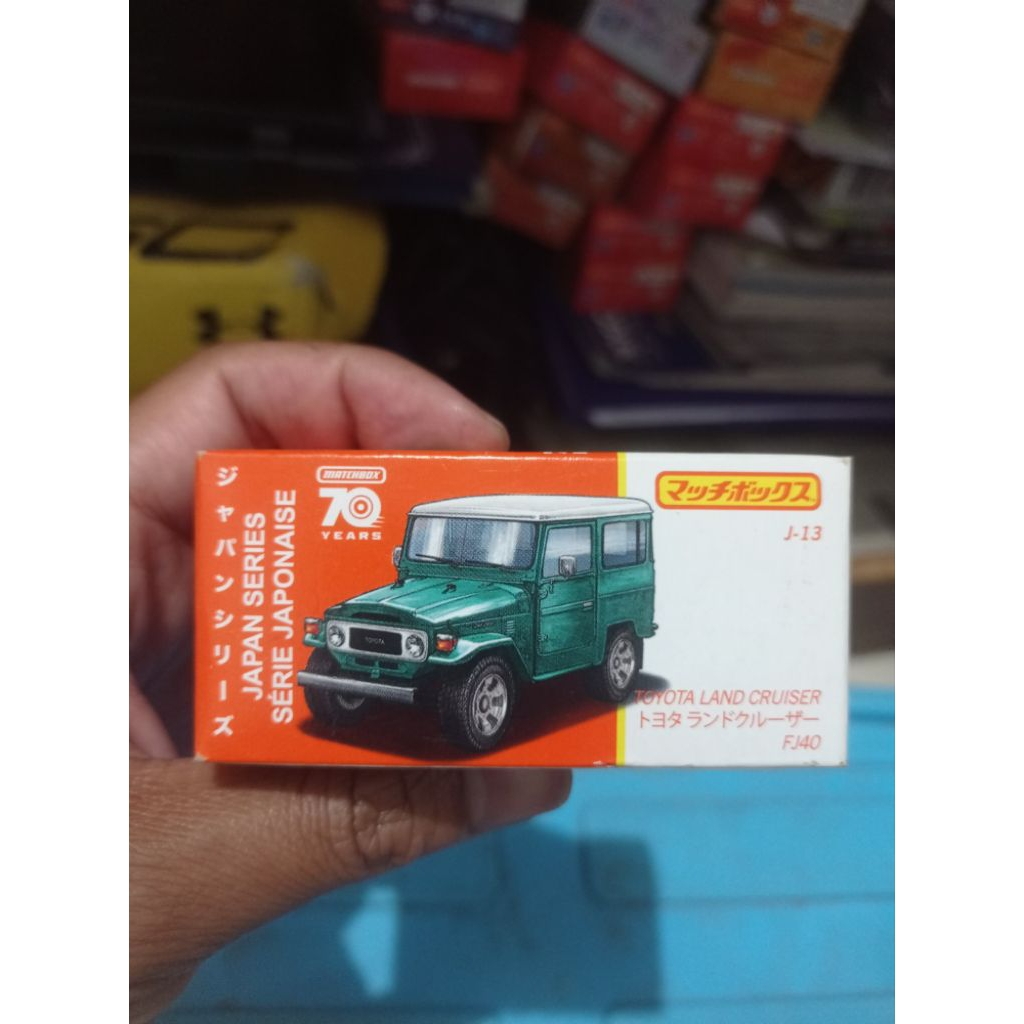 ジャパンシリーズ
JAPAN SERIES
SÉRIE JAPONAISE
MATCHBOX
70
YEARS
TOYOTA
マッチボックス
J-13
TOYOTA LAND CRUISER
トヨタ ランドクルーザー
FJ40